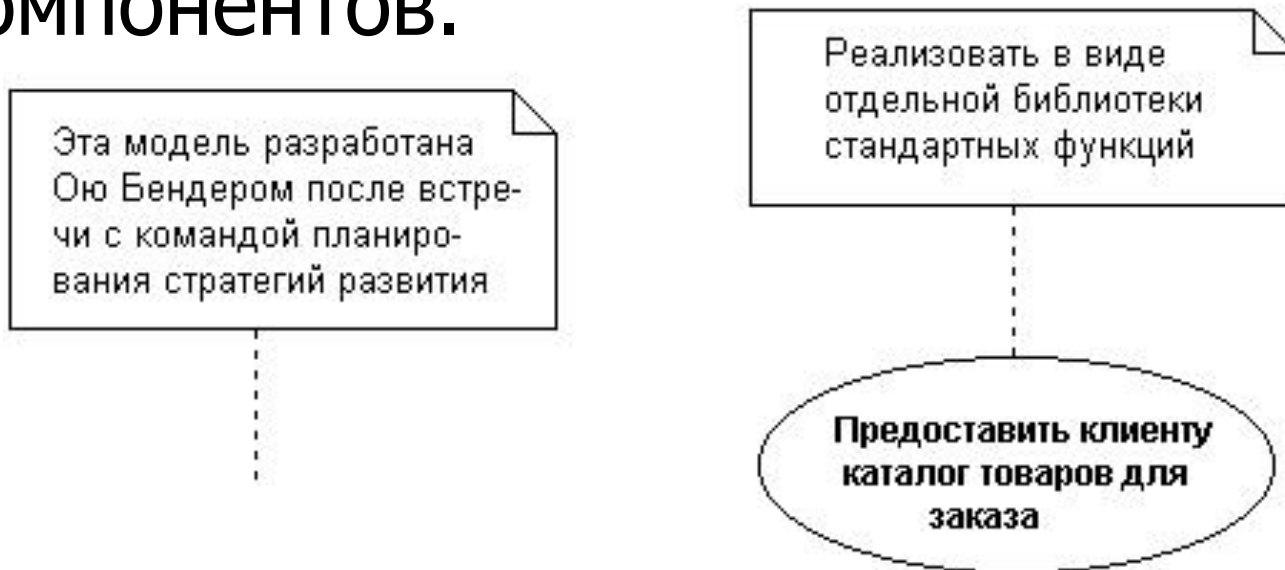 омпонентов.
Эта модель разработана
Ою Бендером после встре-
чи с командой планиро-
вания стратегий развития
Реализовать в виде
отдельной библиотеки
стандартных функций
Предоставить клиенту
каталог товаров для
заказа